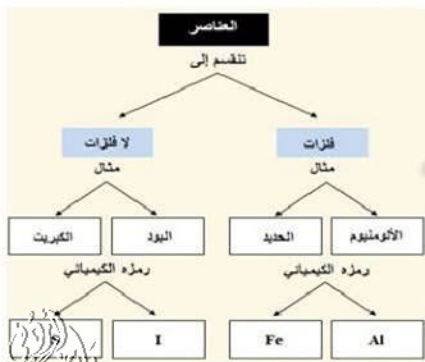 العناصر
تنقسم إلى
فلزات
لا فلزات
مثال
مثال
الألومنيوم
الحديد
اليود
الكبريت
رمزه الكيميائي
رمزه الكيميائي
Al
Fe
I
S